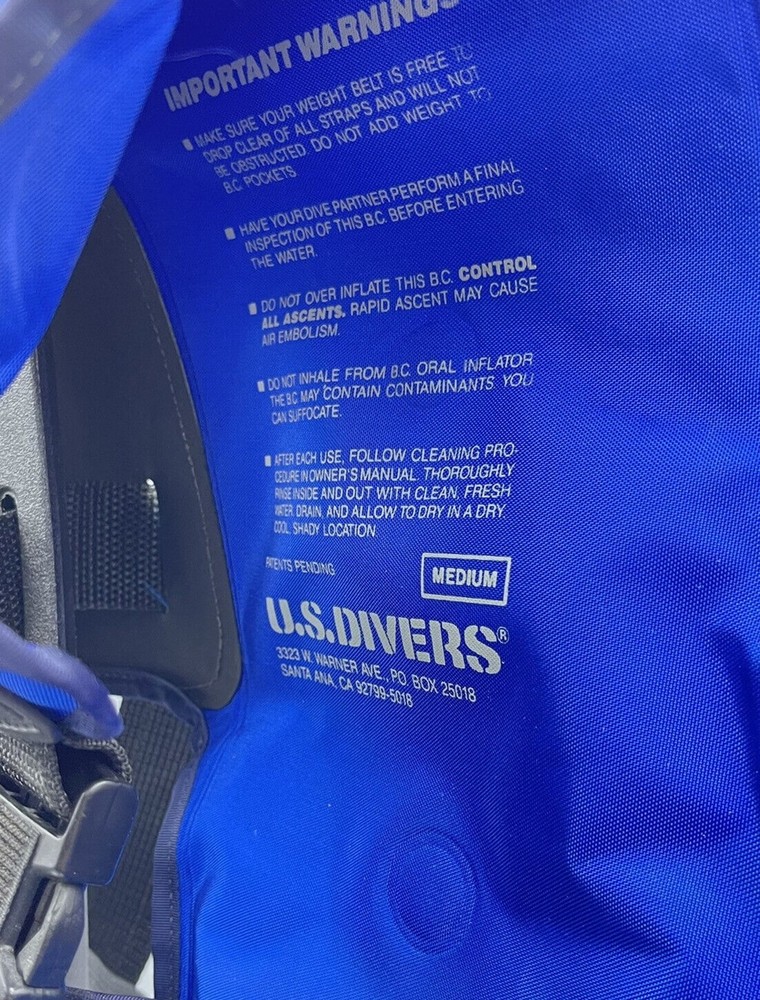 IMPORTANT WARNINGS
■ MAKE SURE YOUR WEIGHT BELT IS FREE TO
DROP CLEAR OF ALL STRAPS AND WILL NOT
BE OBSTRUCTED DO NOT ADD WEIGHT TO
B.C. POCKETS
■ HAVE YOUR DIVE PARTNER PERFORM A FINAL
INSPECTION OF THIS B.C. BEFORE ENTERING
THE WATER.
■ DO NOT OVER INFLATE THIS B.C. CONTROL
ALL ASCENTS. RAPID ASCENT MAY CAUSE
AIR EMBOLISM.
■ DO NOT INHALE FROM B.C. ORAL INFLATOR
THE B.C. MAY CONTAIN CONTAMINANTS YOU
CAN SUFFOCATE.
■ AFTER EACH USE, FOLLOW CLEANING PRO-
CEDURE IN OWNER'S MANUAL. THOROUGHLY
RINSE INSIDE AND OUT WITH CLEAN, FRESH
WATER. DRAIN, AND ALLOW TO DRY IN A DRY,
COOL, SHADY LOCATION.
PATENTS PENDING
MEDIUM
U.S.DIVERS®
3323 W. WARNER AVE., P.O. BOX 25018
SANTA ANA, CA 92799-5018